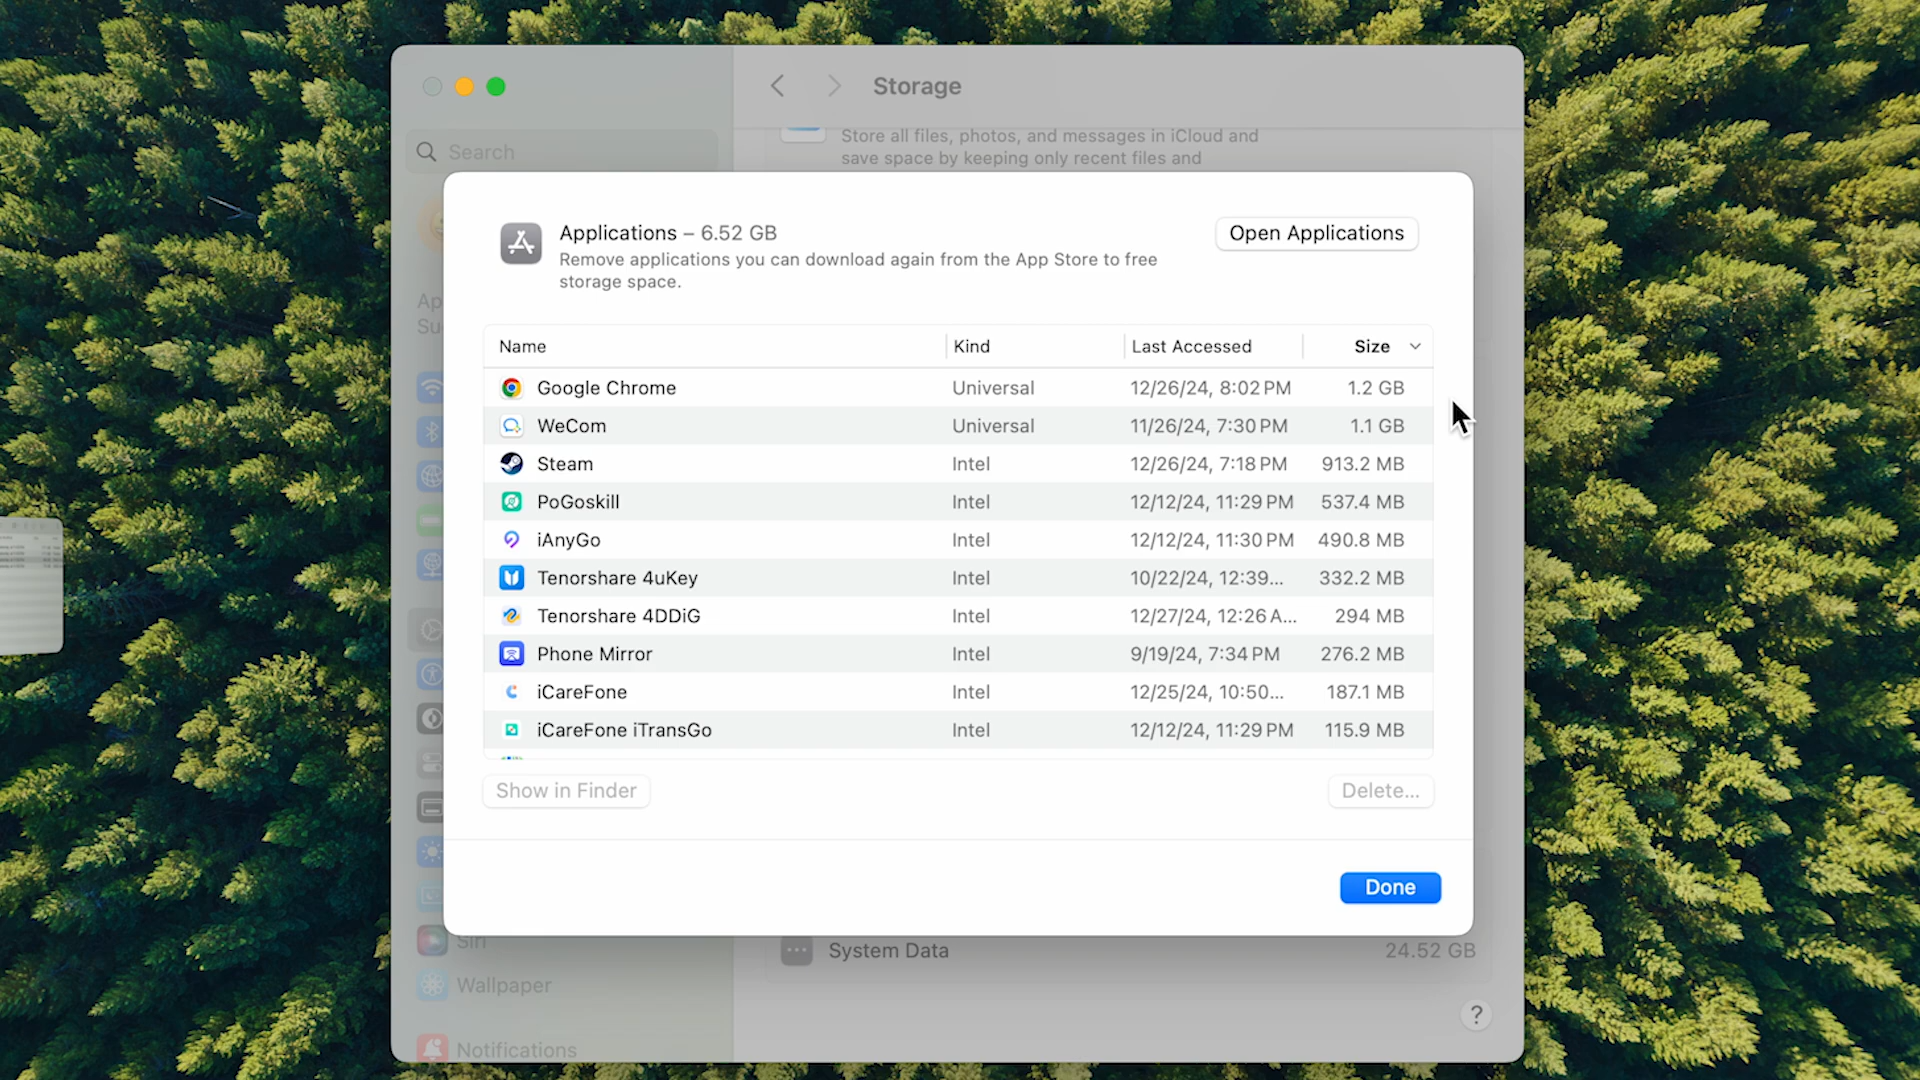 Storage
Search
Store all files, photos, and messages in iCloud and
save space by keeping only recent files and
Applications – 6.52 GB
Open Applications
Remove applications you can download again from the App Store to free
storage space.
Name Kind Last Accessed Size
Google Chrome Universal 12/26/24, 8:02 PM 1.2 GB
WeCom Universal 11/26/24, 7:30 PM 1.1 GB
Steam Intel 12/26/24, 7:18 PM 913.2 MB
PoGoskill Intel 12/12/24, 11:29 PM 537.4 MB
iAnyGo Intel 12/12/24, 11:30 PM 490.8 MB
Tenorshare 4uKey Intel 10/22/24, 12:39... 332.2 MB
Tenorshare 4DDiG Intel 12/27/24, 12:26 A... 294 MB
Phone Mirror Intel 9/19/24, 7:34 PM 276.2 MB
iCareFone Intel 12/25/24, 10:50... 187.1 MB
iCareFone iTransGo Intel 12/12/24, 11:29 PM 115.9 MB
Show in Finder Delete...
Done
Siri
System Data 24.52 GB
Wallpaper
?
Notifications